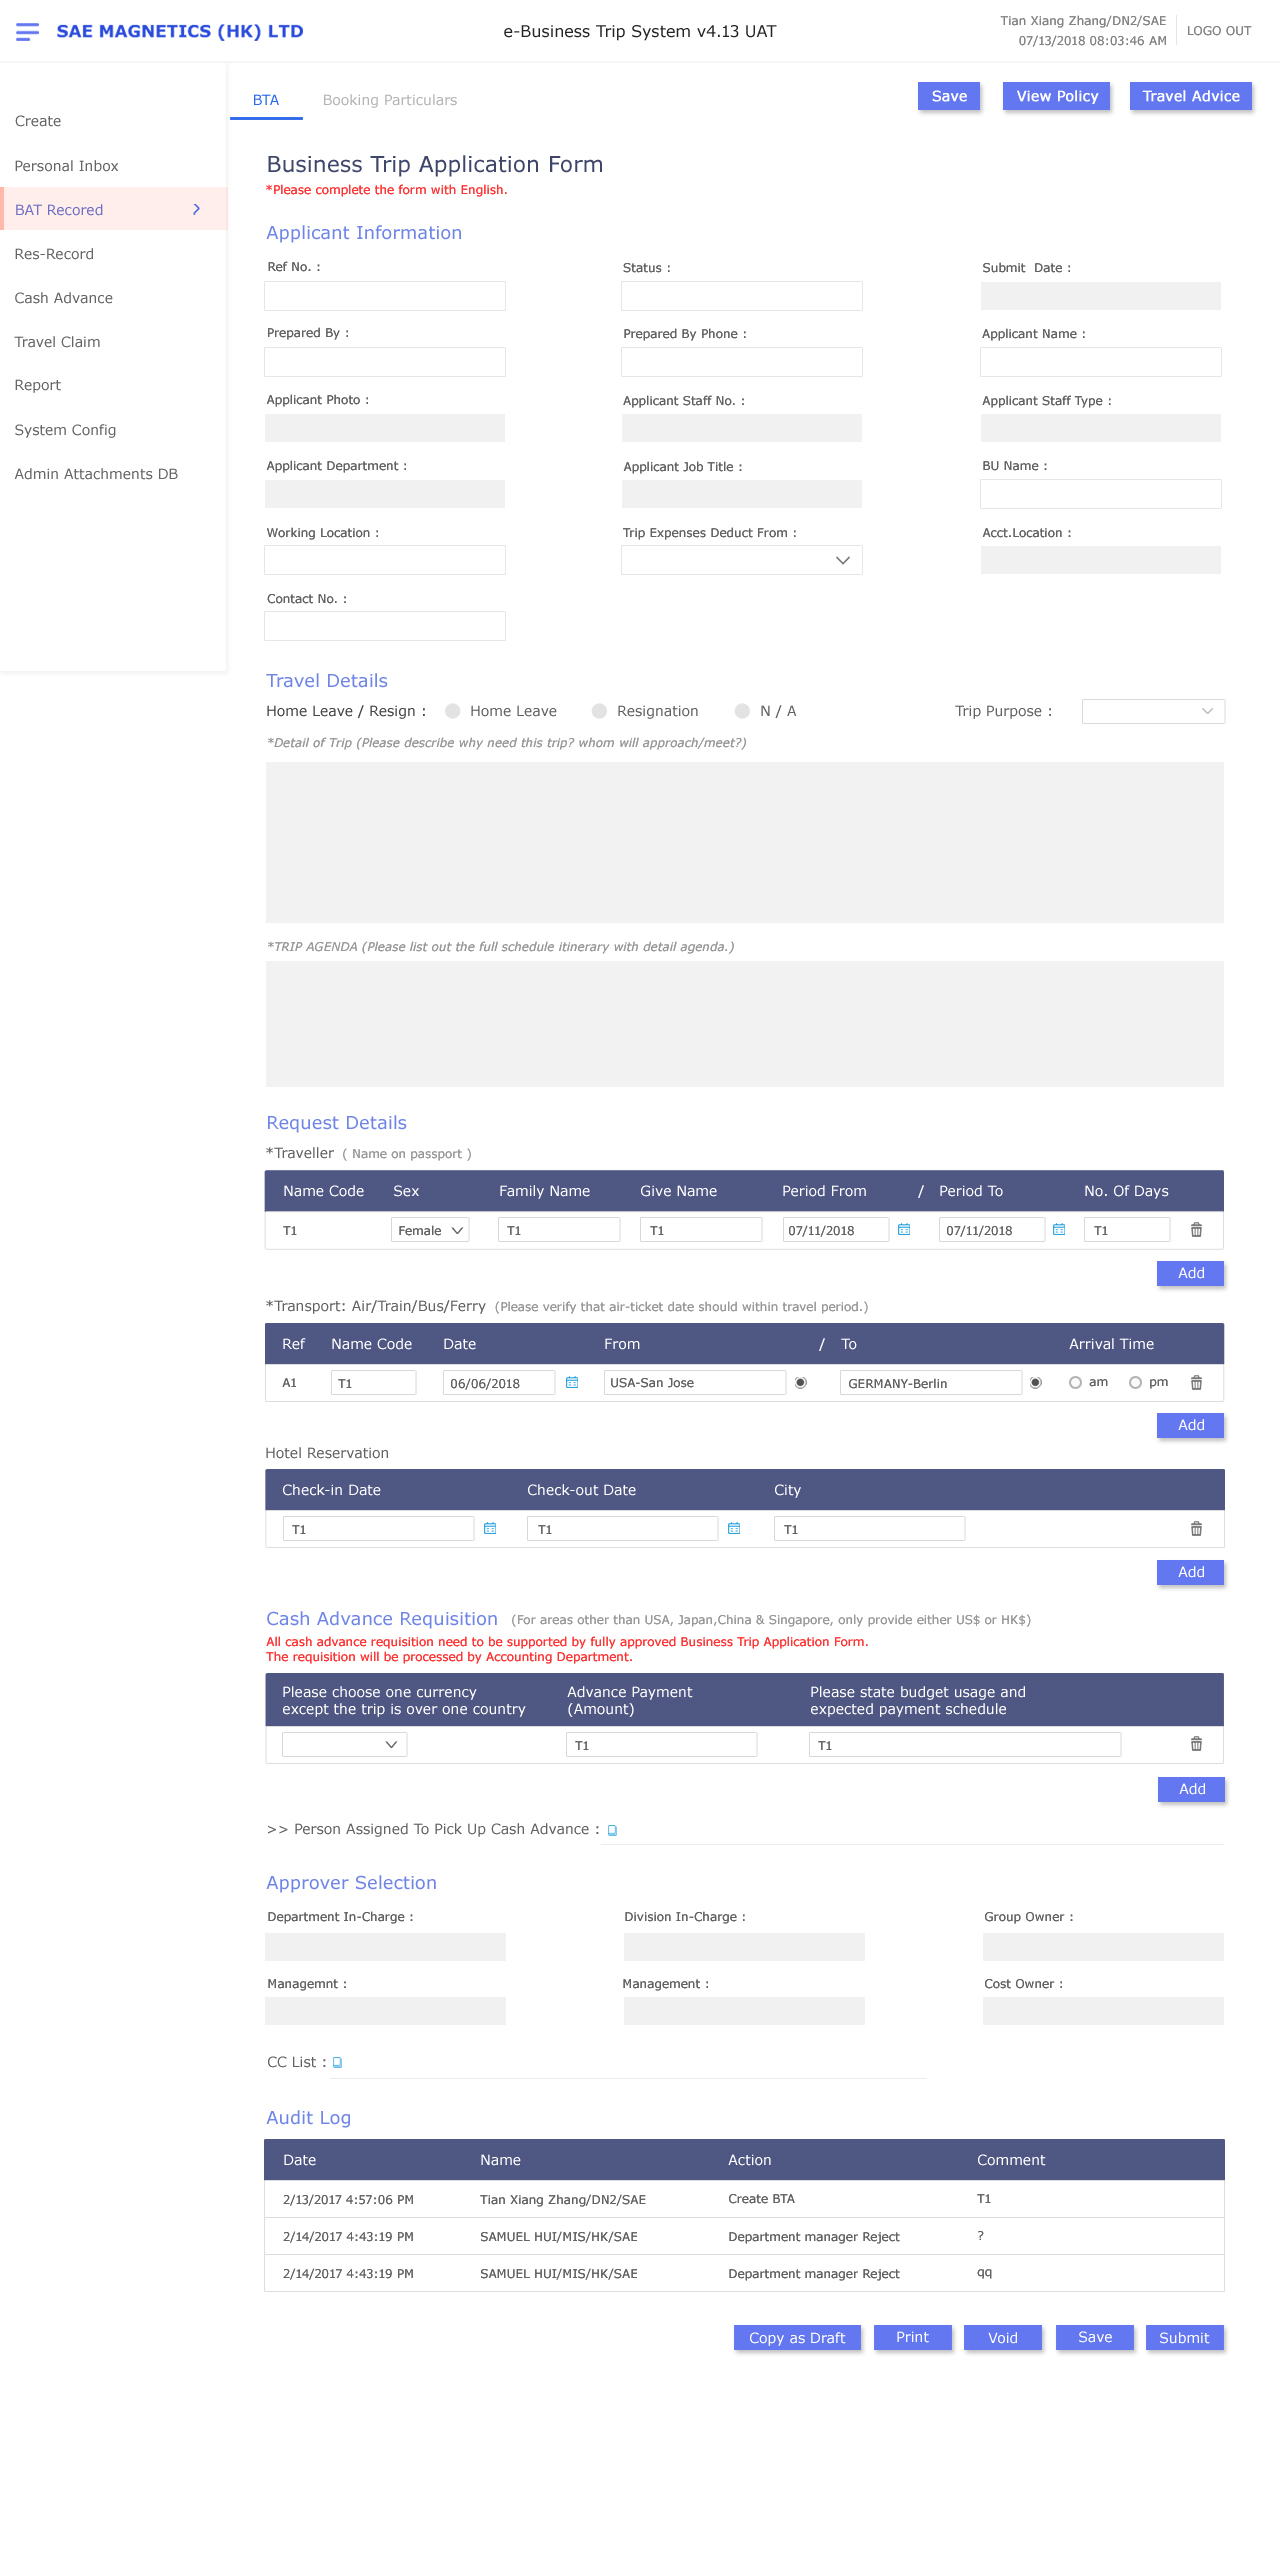 SAE MAGNETICS (HK) LTD
e-Business Trip System v4.13 UAT
Tian Xiang Zhang/DN2/SAE
07/13/2018 08:03:46 AM
LOGO OUT
Create
Personal Inbox
BAT Recored
Res-Record
Cash Advance
Travel Claim
Report
System Config
Admin Attachments DB
BTA Booking Particulars
Save View Policy Travel Advice
Business Trip Application Form
*Please complete the form with English.
Applicant Information
Ref No. : Status : Submit Date :
Prepared By : Prepared By Phone : Applicant Name :
Applicant Photo : Applicant Staff No. : Applicant Staff Type :
Applicant Department : Applicant Job Title : BU Name :
Working Location : Trip Expenses Deduct From : Acct.Location :
Contact No. :
Travel Details
Home Leave / Resign : Home Leave Resignation N / A Trip Purpose :
*Detail of Trip (Please describe why need this trip? whom will approach/meet?)
*TRIP AGENDA (Please list out the full schedule itinerary with detail agenda.)
Request Details
*Traveller ( Name on passport )
Name Code Sex Family Name Give Name Period From / Period To No. Of Days
T1 Female T1 T1 07/11/2018 07/11/2018 T1
Add
*Transport: Air/Train/Bus/Ferry (Please verify that air-ticket date should within travel period.)
Ref Name Code Date From / To Arrival Time
A1 T1 06/06/2018 USA-San Jose GERMANY-Berlin am pm
Add
Hotel Reservation
Check-in Date Check-out Date City
T1 T1 T1
Add
Cash Advance Requisition (For areas other than USA, Japan,China & Singapore, only provide either US$ or HK$)
All cash advance requisition need to be supported by fully approved Business Trip Application Form.
The requisition will be processed by Accounting Department.
Please choose one currency Advance Payment Please state budget usage and
except the trip is over one country (Amount) expected payment schedule
T1 T1
Add
>> Person Assigned To Pick Up Cash Advance :
Approver Selection
Department In-Charge : Division In-Charge : Group Owner :
Managemnt : Management : Cost Owner :
CC List :
Audit Log
Date Name Action Comment
2/13/2017 4:57:06 PM Tian Xiang Zhang/DN2/SAE Create BTA T1
2/14/2017 4:43:19 PM SAMUEL HUI/MIS/HK/SAE Department manager Reject ?
2/14/2017 4:43:19 PM SAMUEL HUI/MIS/HK/SAE Department manager Reject qq
Copy as Draft Print Void Save Submit